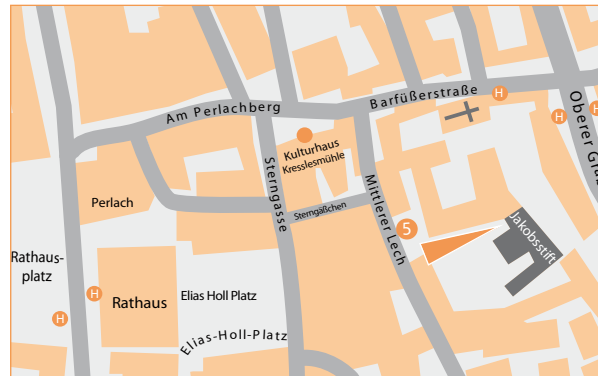 Am Perlachberg
Barfüßerstraße
H
Oberer Gra
H
H
Kulturhaus
Kresslesmühle
Sterngasse
Mittlerer Lech
Perlach
Sterngäßchen
5
Jakobsstift
Rathaus-
platz
H
Rathaus
Elias Holl Platz
H
Elias-Holl-Platz